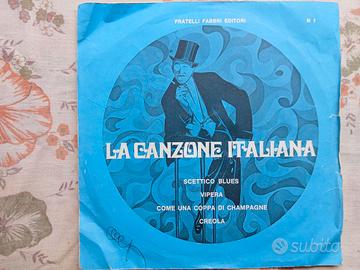 FRATELLI FABBRI EDITORI
N 1
LA CANZONE ITALIANA
SCETTICO BLUES
VIPERA
COME UNA COPPA DI CHAMPAGNE
CREOLA
subito